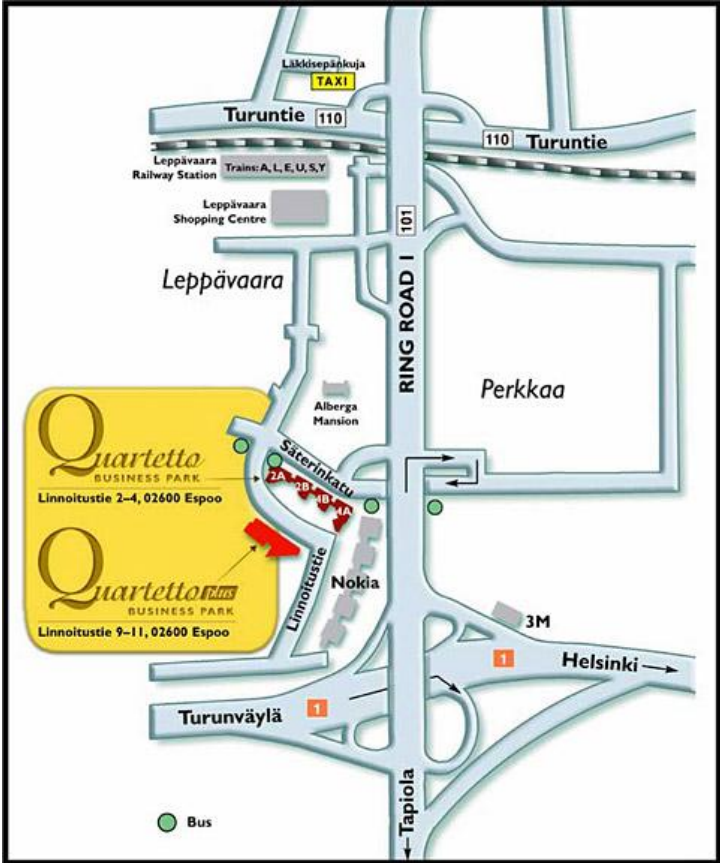 Läkkisepänkuja
TAXI
Turuntie 110
110 Turuntie
Leppävaara
Railway Station
Trains: A, L, E, U, S, Y
Leppävaara
Shopping Centre
101
RING ROAD I
Leppävaara
Perkkaa
Alberga
Mansion
Quartetto
BUSINESS PARK
Linnoitustie 2–4, 02600 Espoo
Säterinkatu
2A
2B
4B
4A
Quartetto plus
BUSINESS PARK
Linnoitustie 9–11, 02600 Espoo
Linnoitustie
Nokia
3M
1
Helsinki
1
Turunväylä
Tapiola
Bus